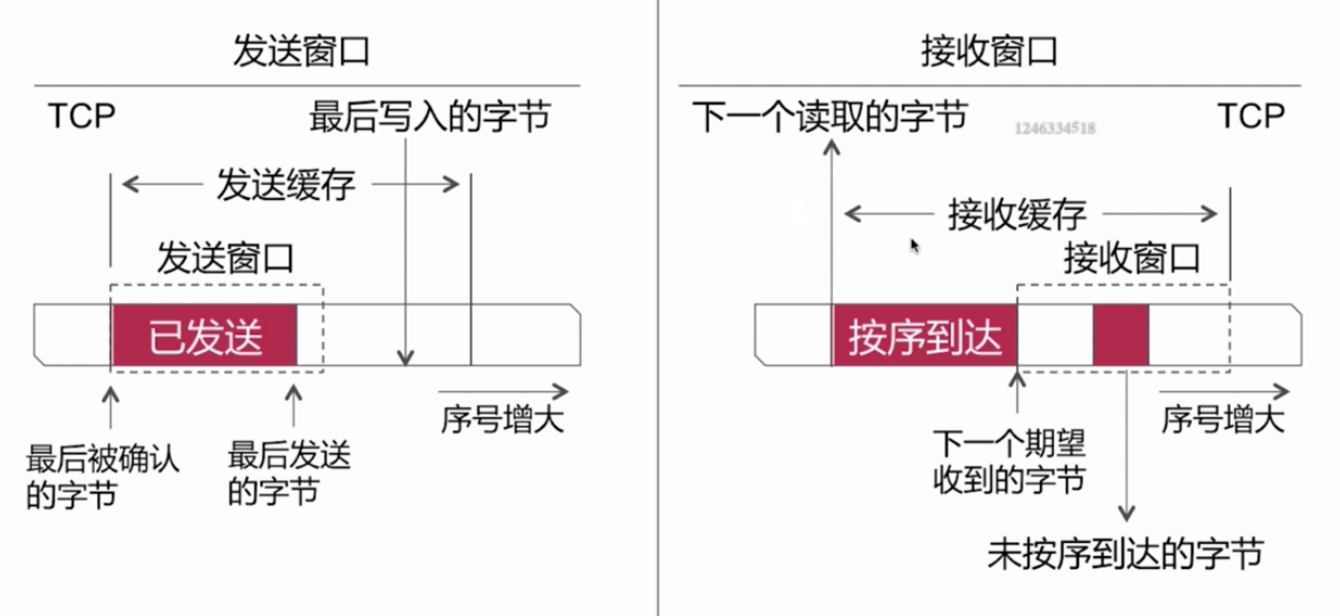 发送窗口
TCP
最后写入的字节
发送缓存
发送窗口
已发送
序号增大
最后被确认
的字节
最后发送
的字节
接收窗口
下一个读取的字节
1246334518
TCP
接收缓存
接收窗口
按序到达
序号增大
下一个期望
收到的字节
未按序到达的字节